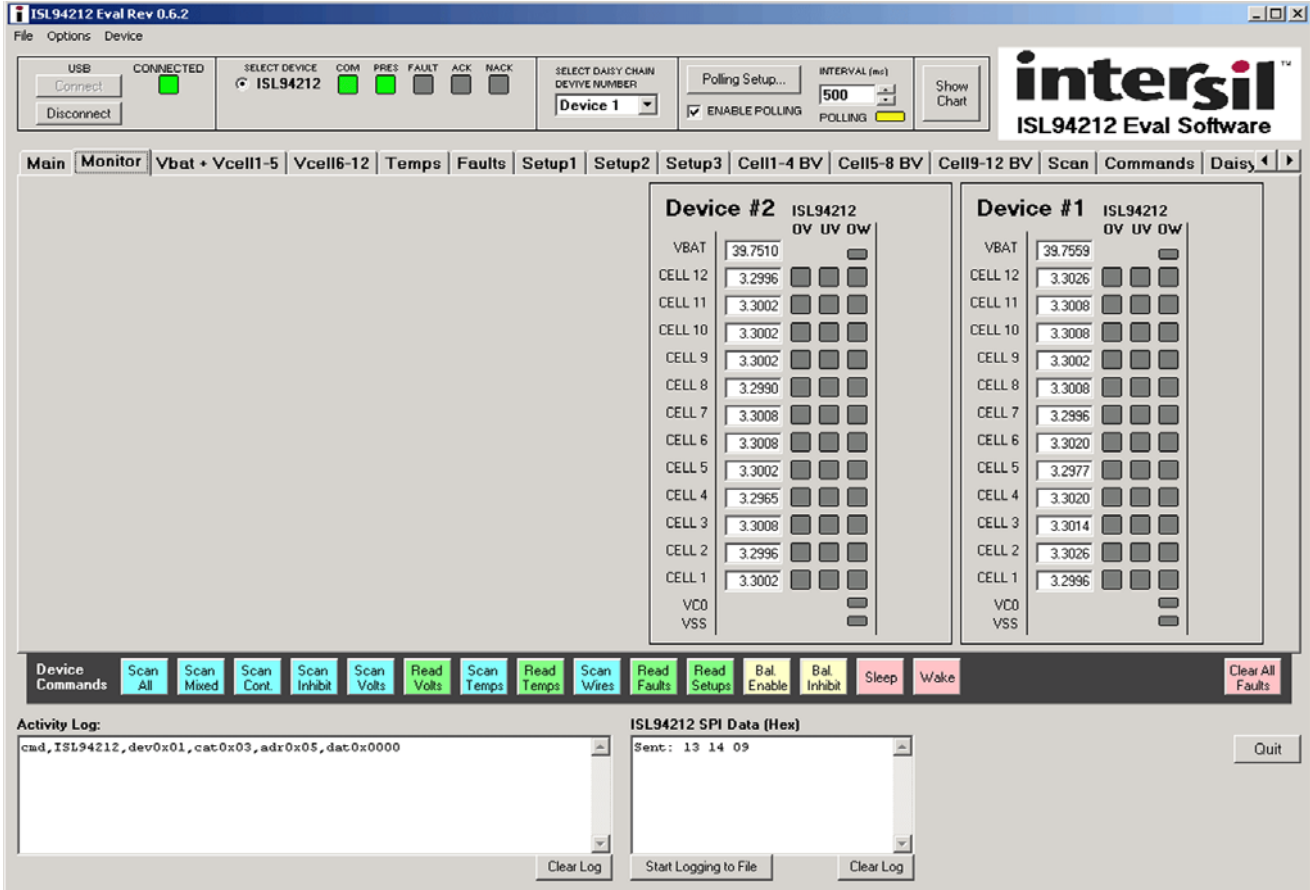 ISL94212 Eval Rev 0.6.2
File Options Device
USB CONNECTED SELECT DEVICE COM PRES FAULT ACK NACK SELECT DAISY CHAIN DEVIVE NUMBER Polling Setup... INTERVAL (ms) Show Chart
Connect ISL94212 Device 1 ENABLE POLLING 500 POLLING
Disconnect
intersil™
ISL94212 Eval Software
Main Monitor Vbat + Vcell1-5 Vcell6-12 Temps Faults Setup1 Setup2 Setup3 Cell1-4 BV Cell5-8 BV Cell9-12 BV Scan Commands Daisy
Device #2 ISL94212
OV UV OW
VBAT 39.7510
CELL 12 3.2996
CELL 11 3.3002
CELL 10 3.3002
CELL 9 3.3002
CELL 8 3.2990
CELL 7 3.3008
CELL 6 3.3008
CELL 5 3.3002
CELL 4 3.2965
CELL 3 3.3008
CELL 2 3.2996
CELL 1 3.3002
VC0
VSS
Device #1 ISL94212
OV UV OW
VBAT 39.7559
CELL 12 3.3026
CELL 11 3.3008
CELL 10 3.3008
CELL 9 3.3002
CELL 8 3.3008
CELL 7 3.2996
CELL 6 3.3020
CELL 5 3.2977
CELL 4 3.3020
CELL 3 3.3014
CELL 2 3.3026
CELL 1 3.2996
VC0
VSS
Device Commands Scan All Scan Mixed Scan Cont. Scan Inhibit Scan Volts Read Volts Scan Temps Read Temps Scan Wires Read Faults Read Setups Bal. Enable Bal. Inhibit Sleep Wake Clear All Faults
Activity Log:
cmd,ISL94212,dev0x01,cat0x03,adr0x05,dat0x0000
Clear Log
ISL94212 SPI Data (Hex)
Sent: 13 14 09
Start Logging to File Clear Log
Quit